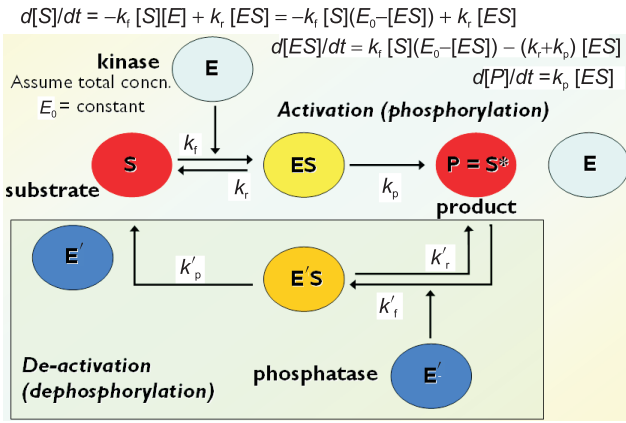 d[S]/dt = −kf [S][E] + kr [ES] = −kf [S](E0−[ES]) + kr [ES]
d[ES]/dt = kf [S](E0−[ES]) − (kr+kp) [ES]
d[P]/dt =kp [ES]
kinase
Assume total concn.
E0 = constant
E
Activation (phosphorylation)
S
kf
kr
ES
kp
P = S*
E
substrate
product
E′
k′p
E′S
k′r
k′f
De-activation
(dephosphorylation)
phosphatase
E′